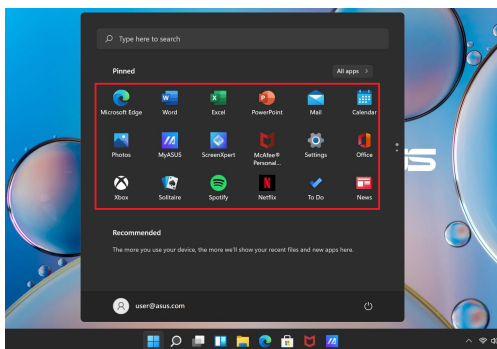 Type here to search
Pinned
All apps >
Microsoft Edge Word Excel PowerPoint Mail Calendar
Photos MyASUS ScreenXpert McAfee® Personal... Settings Office
Xbox Solitaire Spotify Netflix To Do News
Recommended
The more you use your device, the more we'll show your recent files and new apps here.
user@asus.com